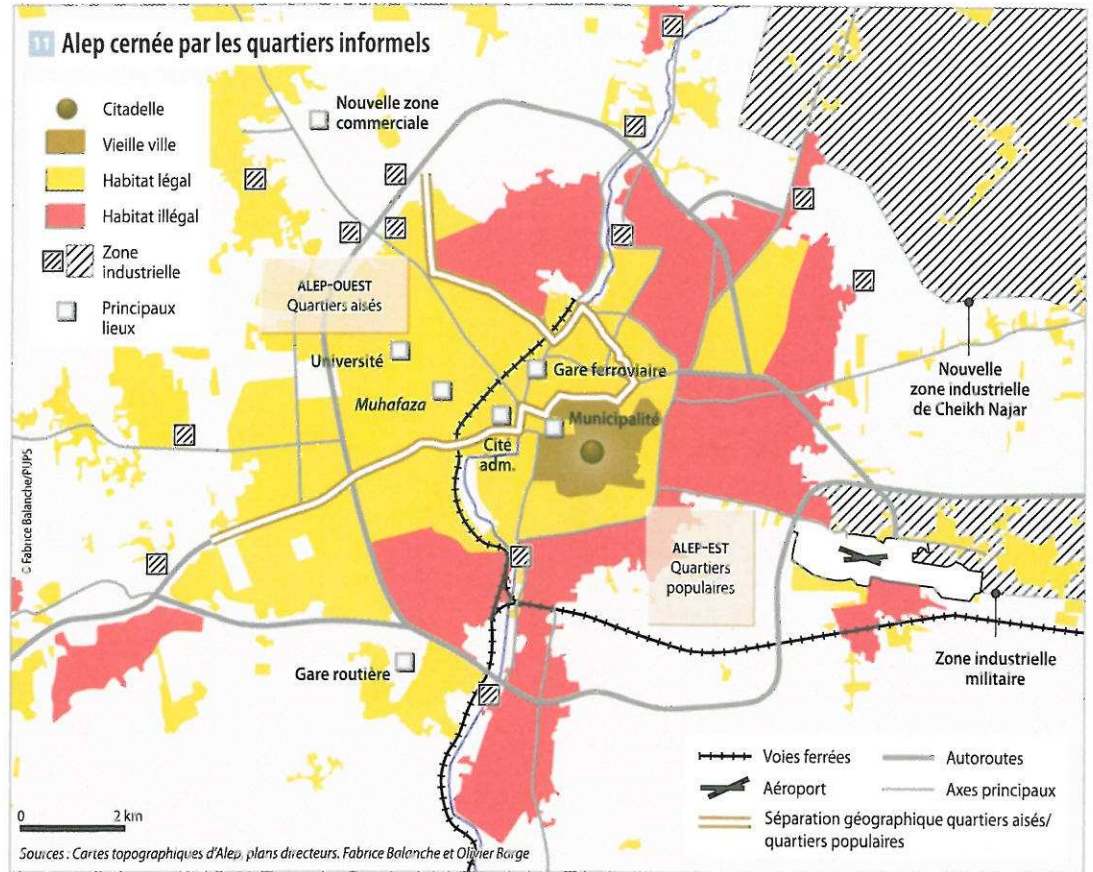 11 Alep cernée par les quartiers informels
Citadelle
Vieille ville
Habitat légal
Habitat illégal
Zone
industrielle
Principaux
lieux
Nouvelle zone
commerciale
ALEP-OUEST
Quartiers aisés
Université
Muhafaza
Gare ferroviaire
Municipalité
Cité
adm.
Nouvelle
zone industrielle
de Cheikh Najar
ALEP-EST
Quartiers
populaires
Gare routière
Zone industrielle
militaire
© Fabrice Balanche/PUPS
0 2 km
Voies ferrées
Autoroutes
Aéroport
Axes principaux
Séparation géographique quartiers aisés/
quartiers populaires
Sources : Cartes topographiques d'Alep, plans directeurs. Fabrice Balanche et Olivier Barge